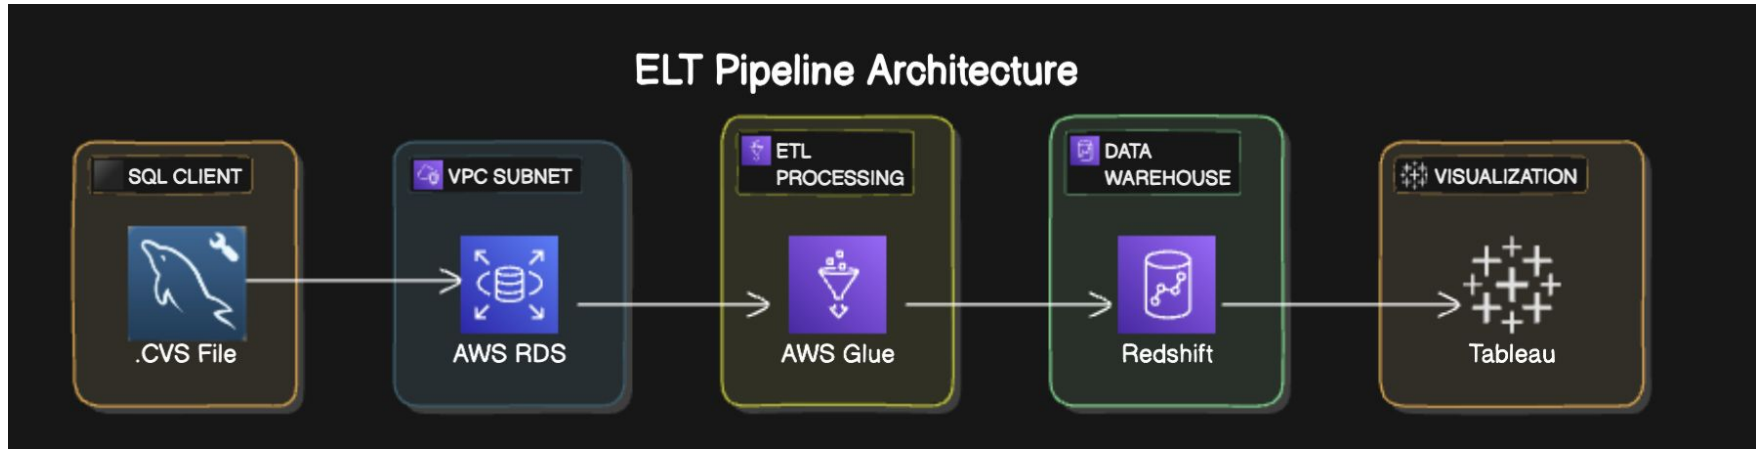 ELT Pipeline Architecture
SQL CLIENT
.CVS File
VPC SUBNET
AWS RDS
ETL
PROCESSING
AWS Glue
DATA
WAREHOUSE
Redshift
VISUALIZATION
Tableau